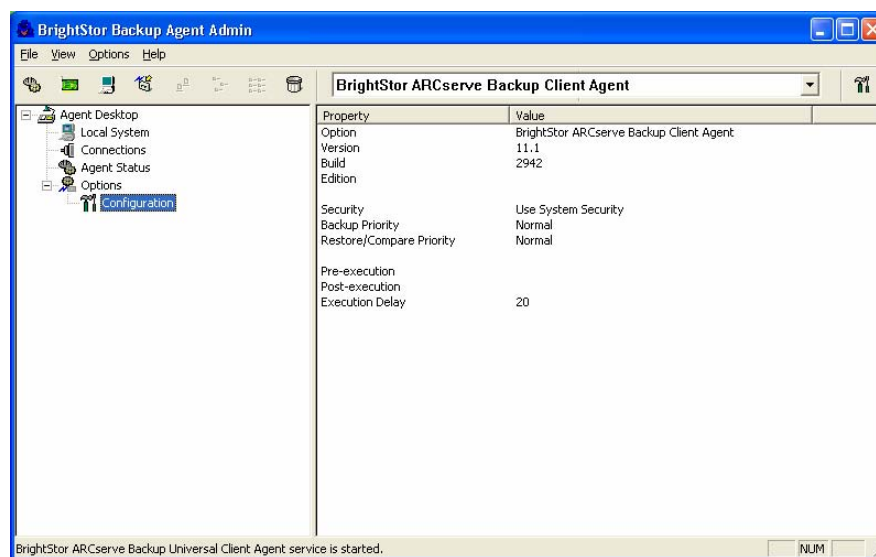 BrightStor Backup Agent Admin
File View Options Help
BrightStor ARCserve Backup Client Agent
Agent Desktop
Local System
Connections
Agent Status
Options
Configuration
Property Value
Option BrightStor ARCserve Backup Client Agent
Version 11.1
Build 2942
Edition
Security Use System Security
Backup Priority Normal
Restore/Compare Priority Normal
Pre-execution
Post-execution
Execution Delay 20
BrightStor ARCserve Backup Universal Client Agent service is started.
NUM